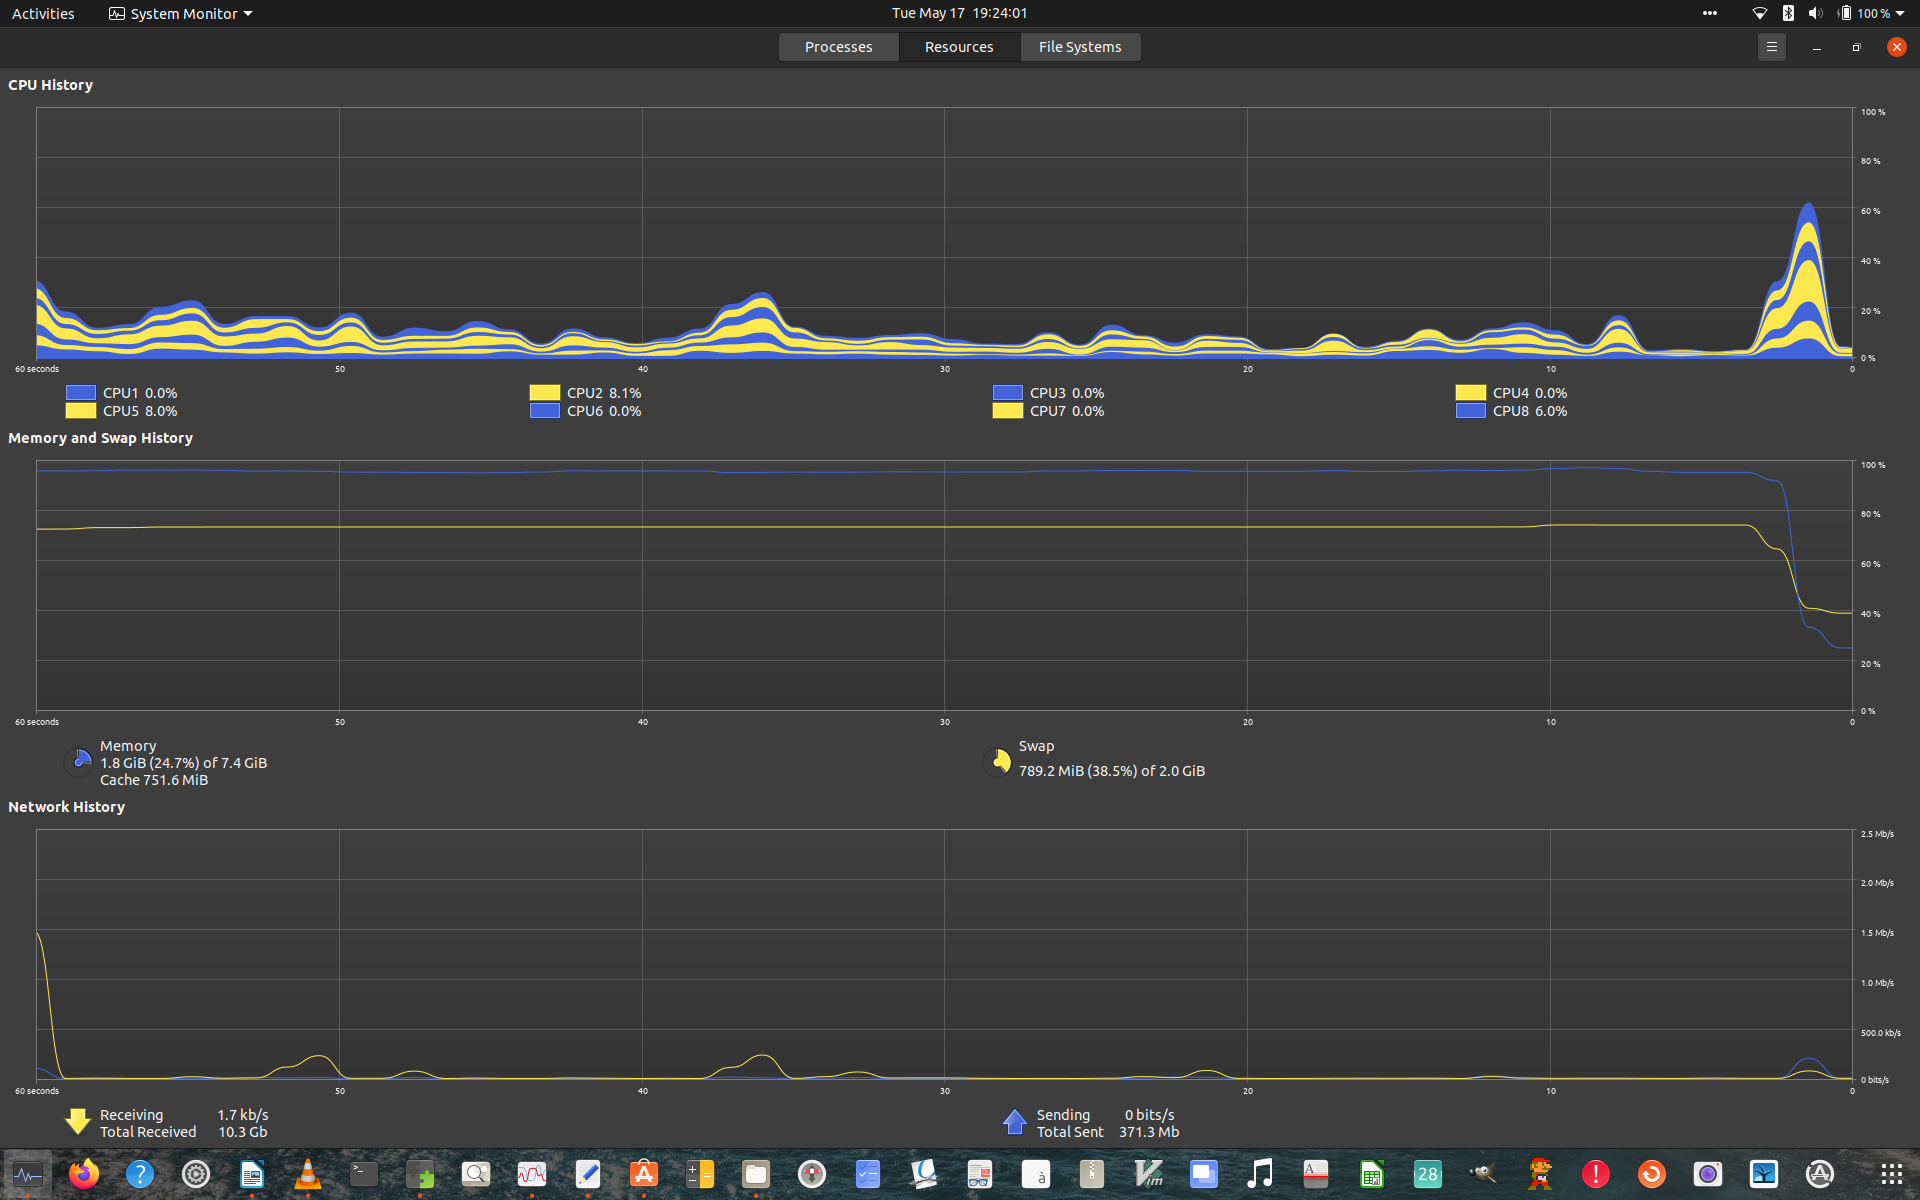 Activities System Monitor Tue May 17 19:24:01 100 %
Processes Resources File Systems
CPU History
100 %
80 %
60 %
40 %
20 %
0 %
60 seconds 50 40 30 20 10 0
CPU1 0.0% CPU2 8.1% CPU3 0.0% CPU4 0.0%
CPU5 8.0% CPU6 0.0% CPU7 0.0% CPU8 6.0%
Memory and Swap History
100 %
80 %
60 %
40 %
20 %
0 %
60 seconds 50 40 30 20 10 0
Memory
1.8 GiB (24.7%) of 7.4 GiB
Cache 751.6 MiB
Swap
789.2 MiB (38.5%) of 2.0 GiB
Network History
2.5 Mb/s
2.0 Mb/s
1.5 Mb/s
1.0 Mb/s
500.0 kb/s
0 bits/s
60 seconds 50 40 30 20 10 0
Receiving 1.7 kb/s
Total Received 10.3 Gb
Sending 0 bits/s
Total Sent 371.3 Mb
? >_ A à Vim A 28 ! A